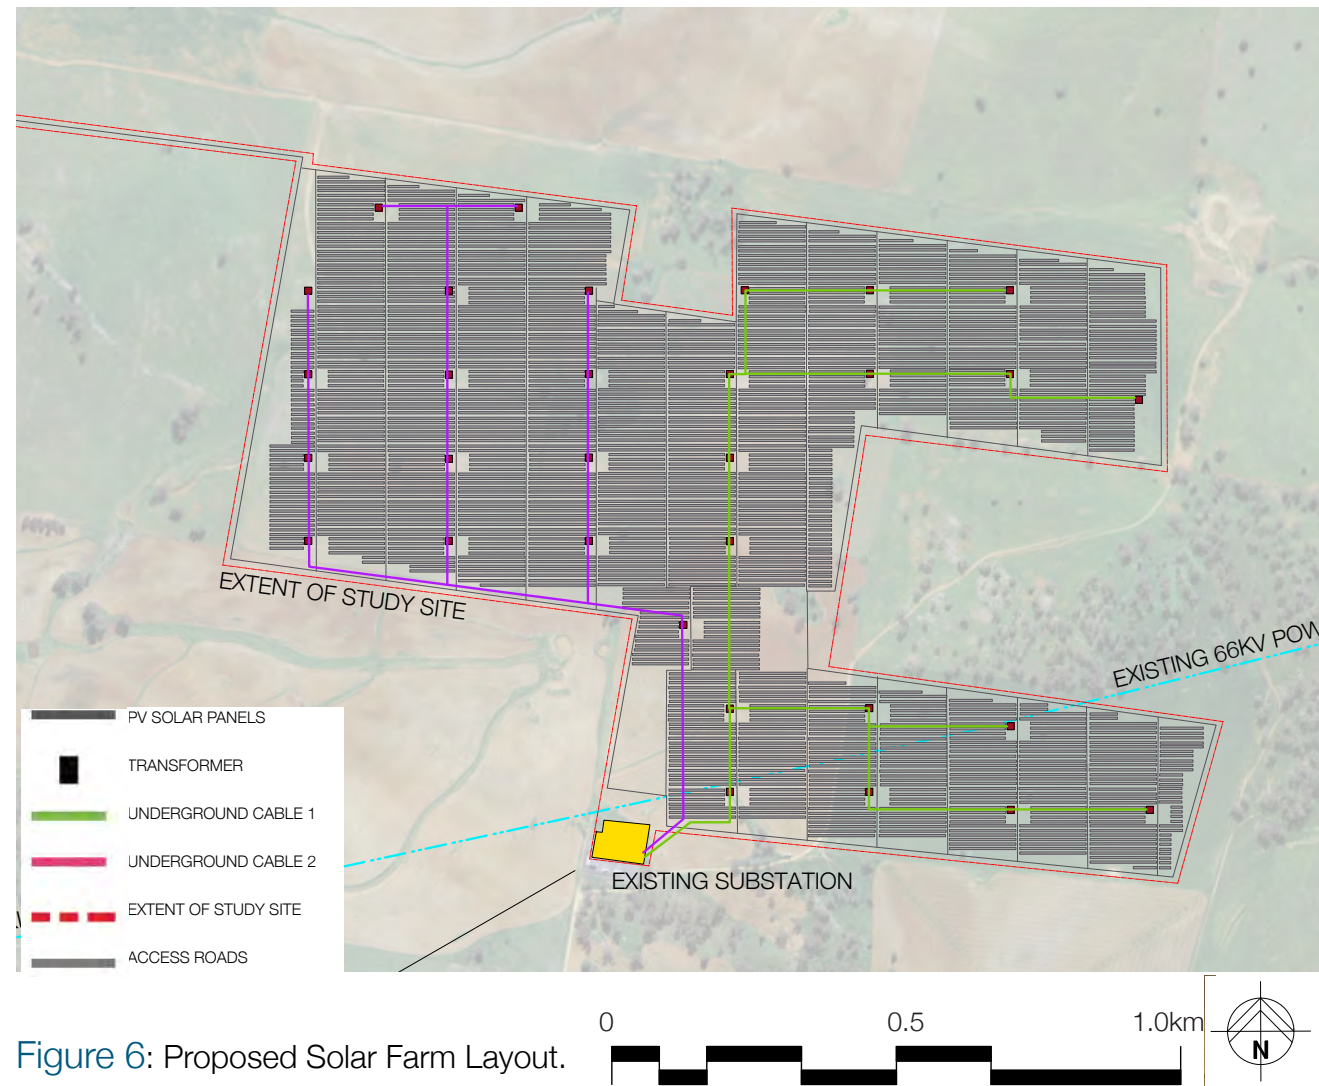 EXTENT OF STUDY SITE
EXISTING 66KV POW
PV SOLAR PANELS
TRANSFORMER
UNDERGROUND CABLE 1
UNDERGROUND CABLE 2
EXTENT OF STUDY SITE
ACCESS ROADS
EXISTING SUBSTATION
0 0.5 1.0km
N
Figure 6: Proposed Solar Farm Layout.